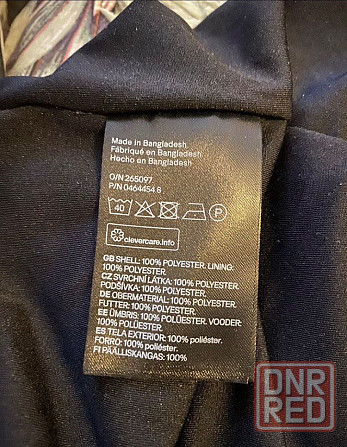 Made in Bangladesh
Fabriqué en Bangladesh
Hecho en Bangladesh
O/N 265097
P/N 0464454.8
40 P
clevercare.info
GB SHELL: 100% POLYESTER. LINING:
100% POLYESTER.
CZ SVRCHNÍ LÁTKA: 100% POLYESTER.
PODŠÍVKA: 100% POLYESTER.
DE OBERMATERIAL: 100% POLYESTER.
FUTTER: 100% POLYESTER.
EE ÜMBRIS: 100% POLÜESTER. VOODER:
100% POLÜESTER.
ES TELA EXTERIOR: 100% poliéster.
FORRO: 100% poliéster.
FI PÄÄLLISKANGAS: 100%
DNR
RED